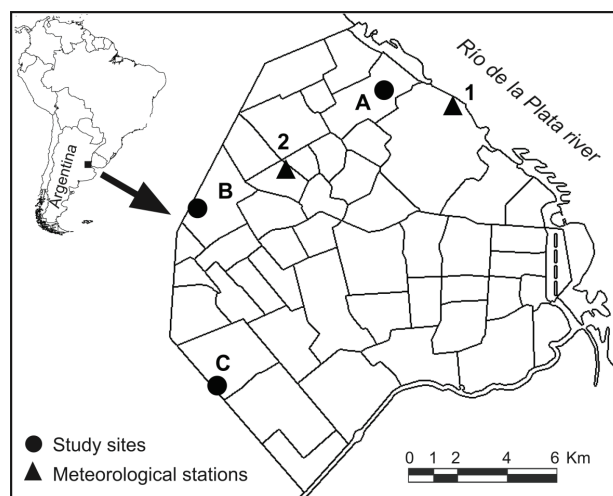 Río de la Plata river
1
A
2
Argentina
B
C
Study sites
Meteorological stations
0 1 2 4 6 Km